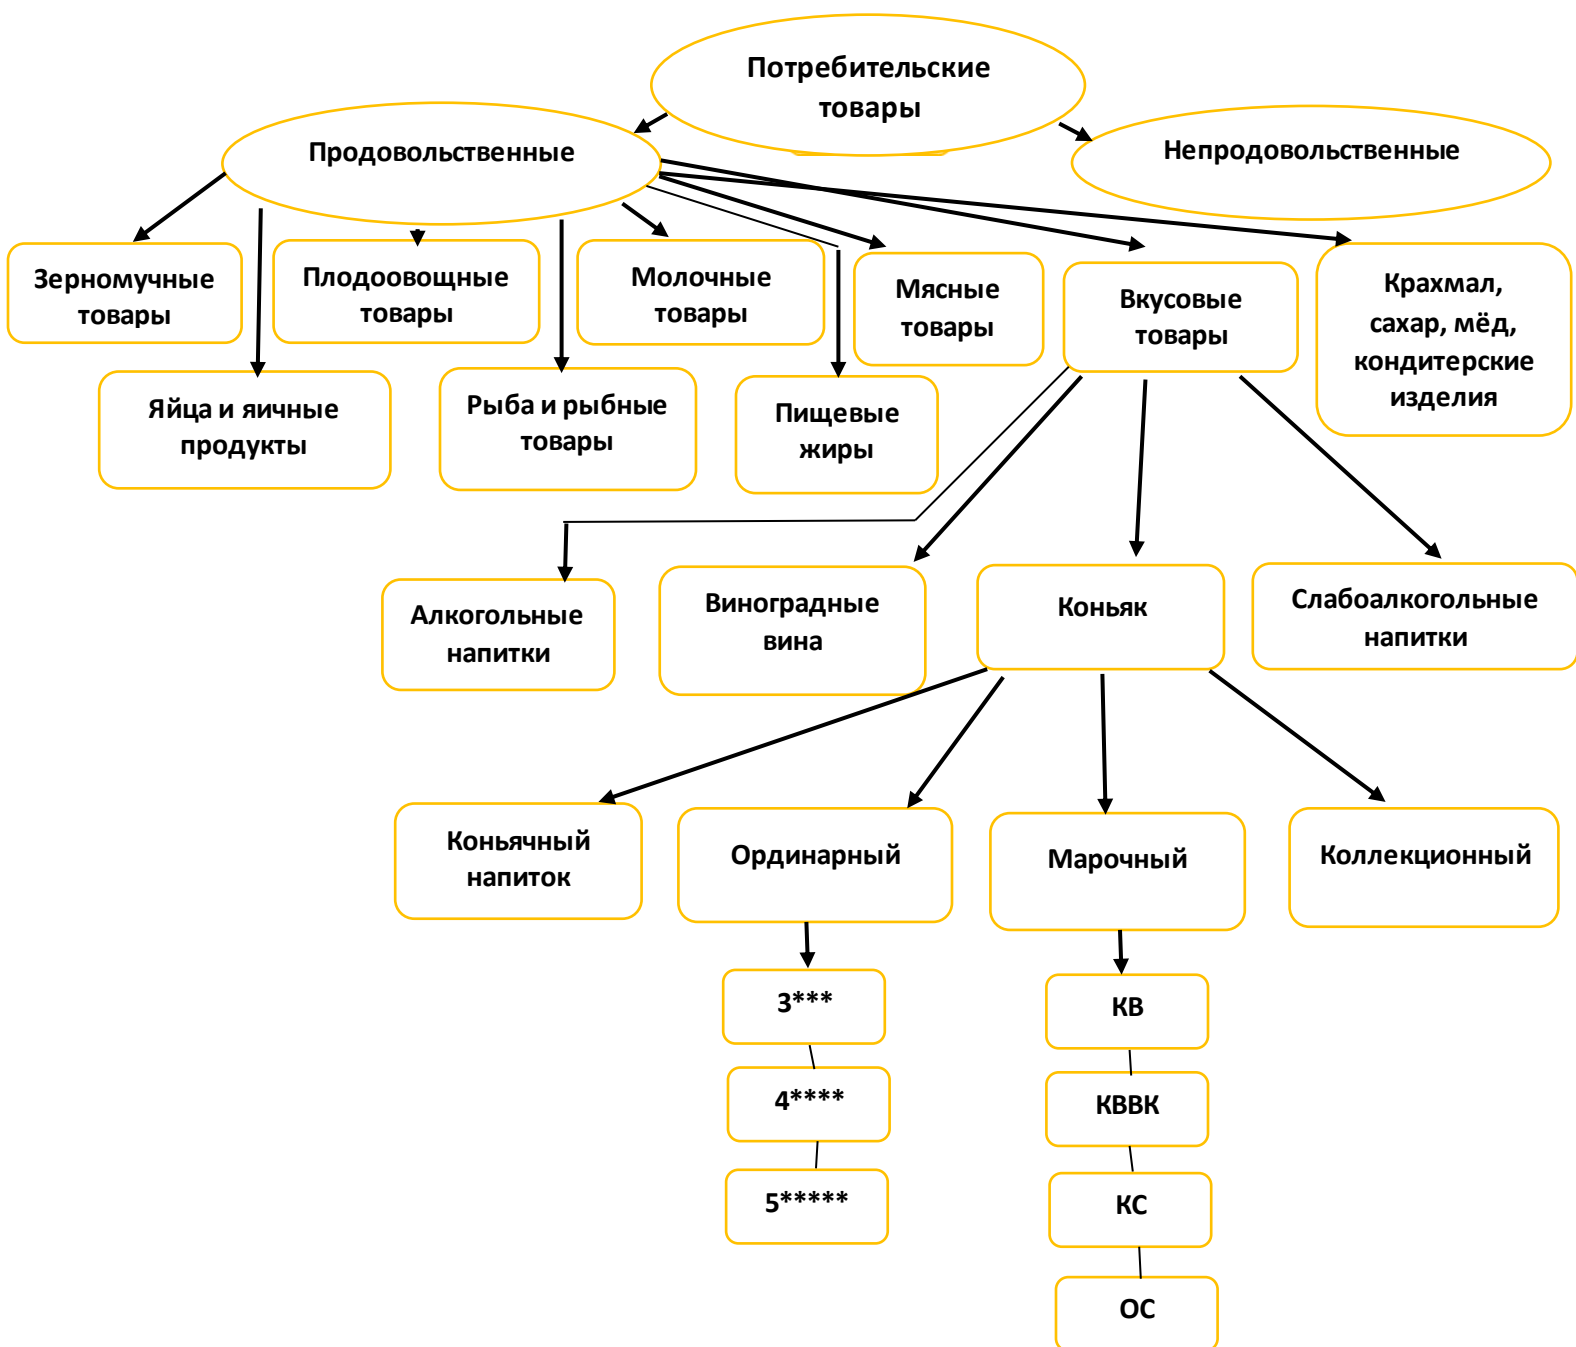 Потребительские
товары
Продовольственные
Непродовольственные
Зерномучные
товары
Плодоовощные
товары
Молочные
товары
Мясные
товары
Вкусовые
товары
Крахмал,
сахар, мёд,
кондитерские
изделия
Яйца и яичные
продукты
Рыба и рыбные
товары
Пищевые
жиры
Алкогольные
напитки
Виноградные
вина
Коньяк
Слабоалкогольные
напитки
Коньячный
напиток
Ординарный
Марочный
Коллекционный
3***
КВ
4****
КВВК
5*****
КС
ОС